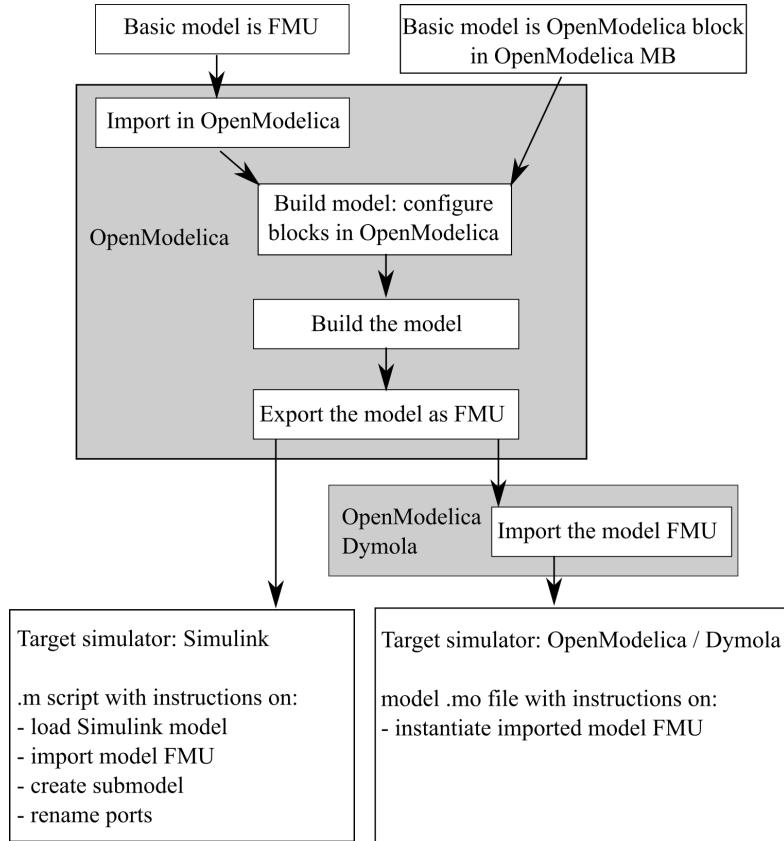 Basic model is FMU
Basic model is OpenModelica block
in OpenModelica MB
Import in OpenModelica
Build model: configure
blocks in OpenModelica
OpenModelica
Build the model
Export the model as FMU
OpenModelica
Dymola
Import the model FMU
Target simulator: Simulink
.m script with instructions on:
- load Simulink model
- import model FMU
- create submodel
- rename ports
Target simulator: OpenModelica / Dymola
model .mo file with instructions on:
- instantiate imported model FMU